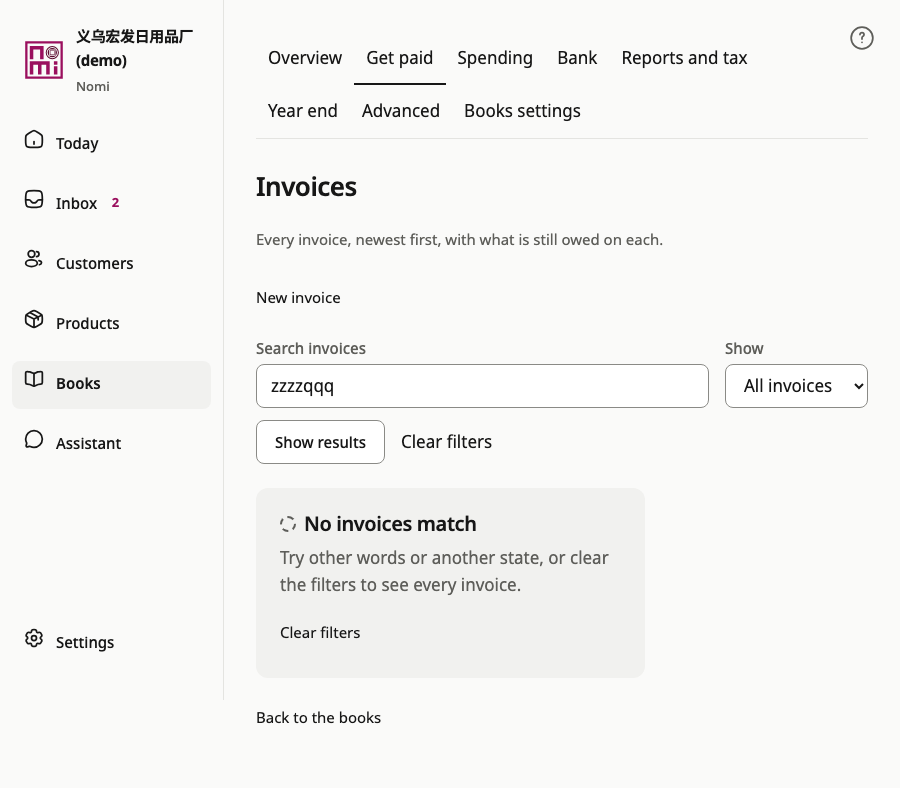 义乌宏发日用品厂
(demo)
Nomi
Today
Inbox 2
Customers
Products
Books
Assistant
Settings
Overview Get paid Spending Bank Reports and tax
Year end Advanced Books settings
?
Invoices
Every invoice, newest first, with what is still owed on each.
New invoice
Search invoices Show
zzzzqqq All invoices
Show results Clear filters
No invoices match
Try other words or another state, or clear
the filters to see every invoice.
Clear filters
Back to the books